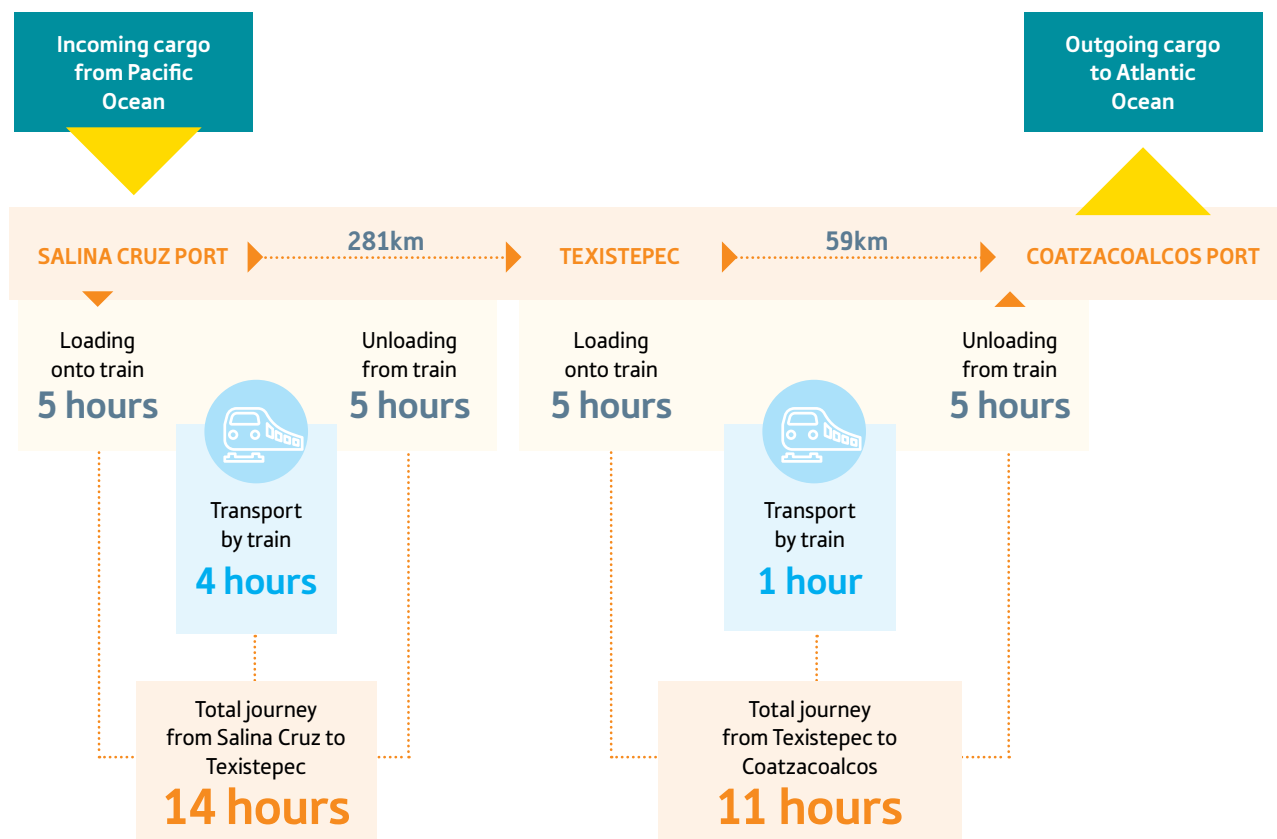 Incoming cargo
from Pacific
Ocean
Outgoing cargo
to Atlantic
Ocean
SALINA CRUZ PORT
281km
TEXISTEPEC
59km
COATZACOALCOS PORT
Loading
onto train
5 hours
Transport
by train
4 hours
Unloading
from train
5 hours
Loading
onto train
5 hours
Transport
by train
1 hour
Unloading
from train
5 hours
Total journey
from Salina Cruz to
Texistepec
14 hours
Total journey
from Texistepec to
Coatzacoalcos
11 hours